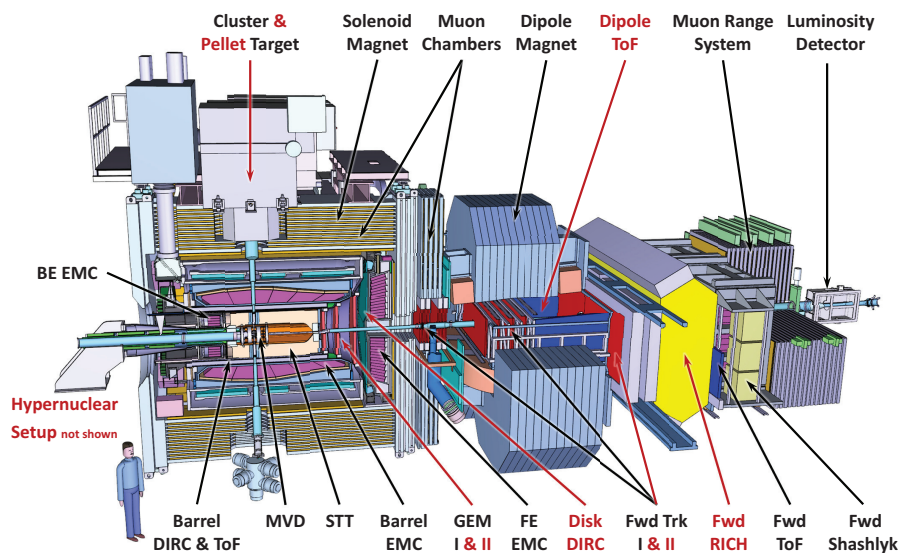 Cluster & Pellet Target
Solenoid Magnet
Muon Chambers
Dipole Magnet
Dipole ToF
Muon Range System
Luminosity Detector
BE EMC
Hypernuclear
Setup not shown
Barrel DIRC & ToF
MVD
STT
Barrel EMC
GEM I & II
FE EMC
Disk DIRC
Fwd Trk I & II
Fwd RICH
Fwd ToF
Fwd Shashlyk